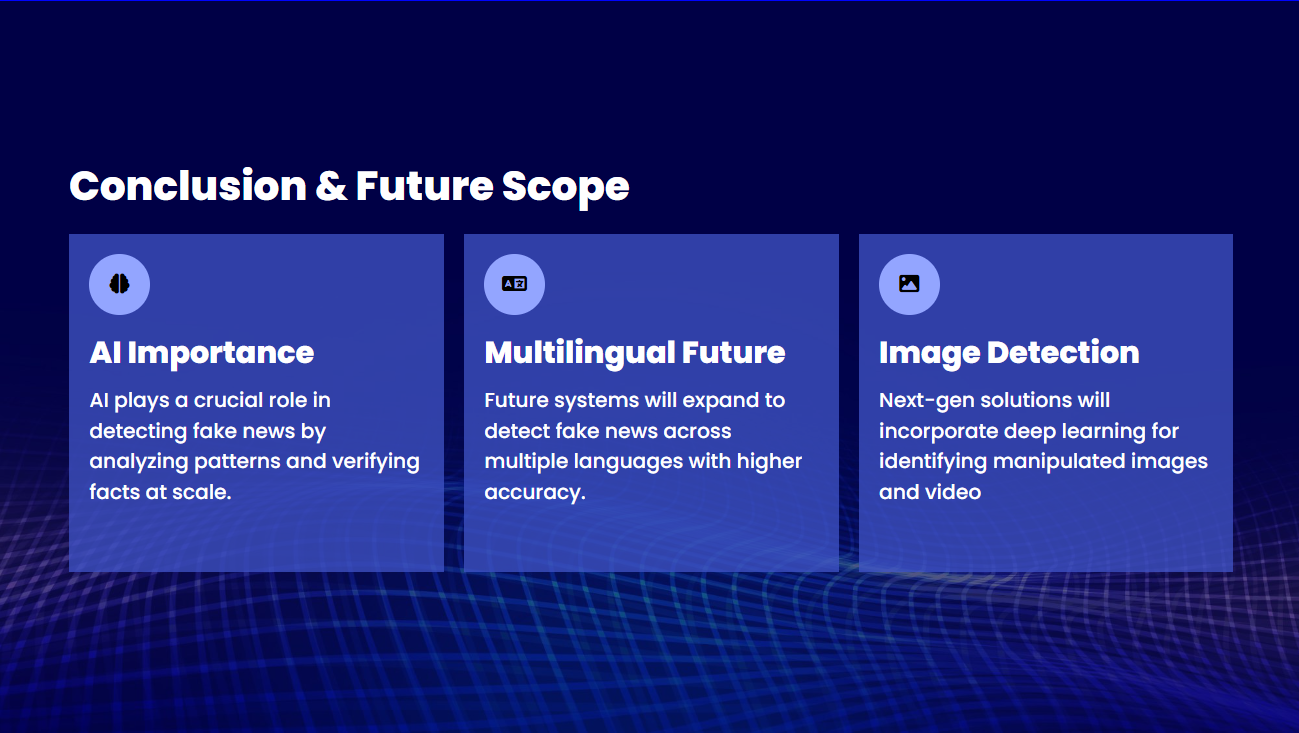 Conclusion & Future Scope
AI Importance
AI plays a crucial role in
detecting fake news by
analyzing patterns and verifying
facts at scale.
Multilingual Future
Future systems will expand to
detect fake news across
multiple languages with higher
accuracy.
Image Detection
Next-gen solutions will
incorporate deep learning for
identifying manipulated images
and video